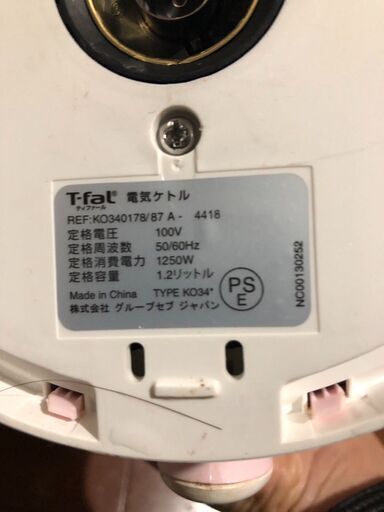 T-fal 電気ケトル
ティファール
REF:KO340178/87 A - 4418
定格電圧 100V
定格周波数 50/60Hz
定格消費電力 1250W
定格容量 1.2リットル
Made in China TYPE KO34*
株式会社 グループセブ ジャパン
PS
E
NC00130252